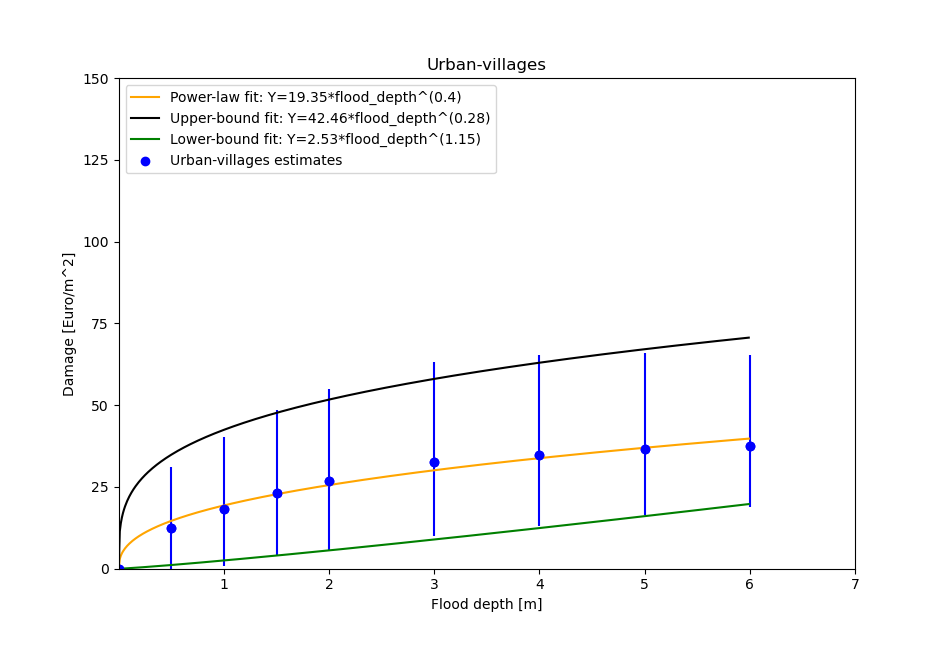 Urban-villages
150
Power-law fit: Y=19.35*flood_depth^(0.4)
Upper-bound fit: Y=42.46*flood_depth^(0.28)
Lower-bound fit: Y=2.53*flood_depth^(1.15)
Urban-villages estimates
125
100
75
50
25
0
Damage [Euro/m^2]
1 2 3 4 5 6 7
Flood depth [m]